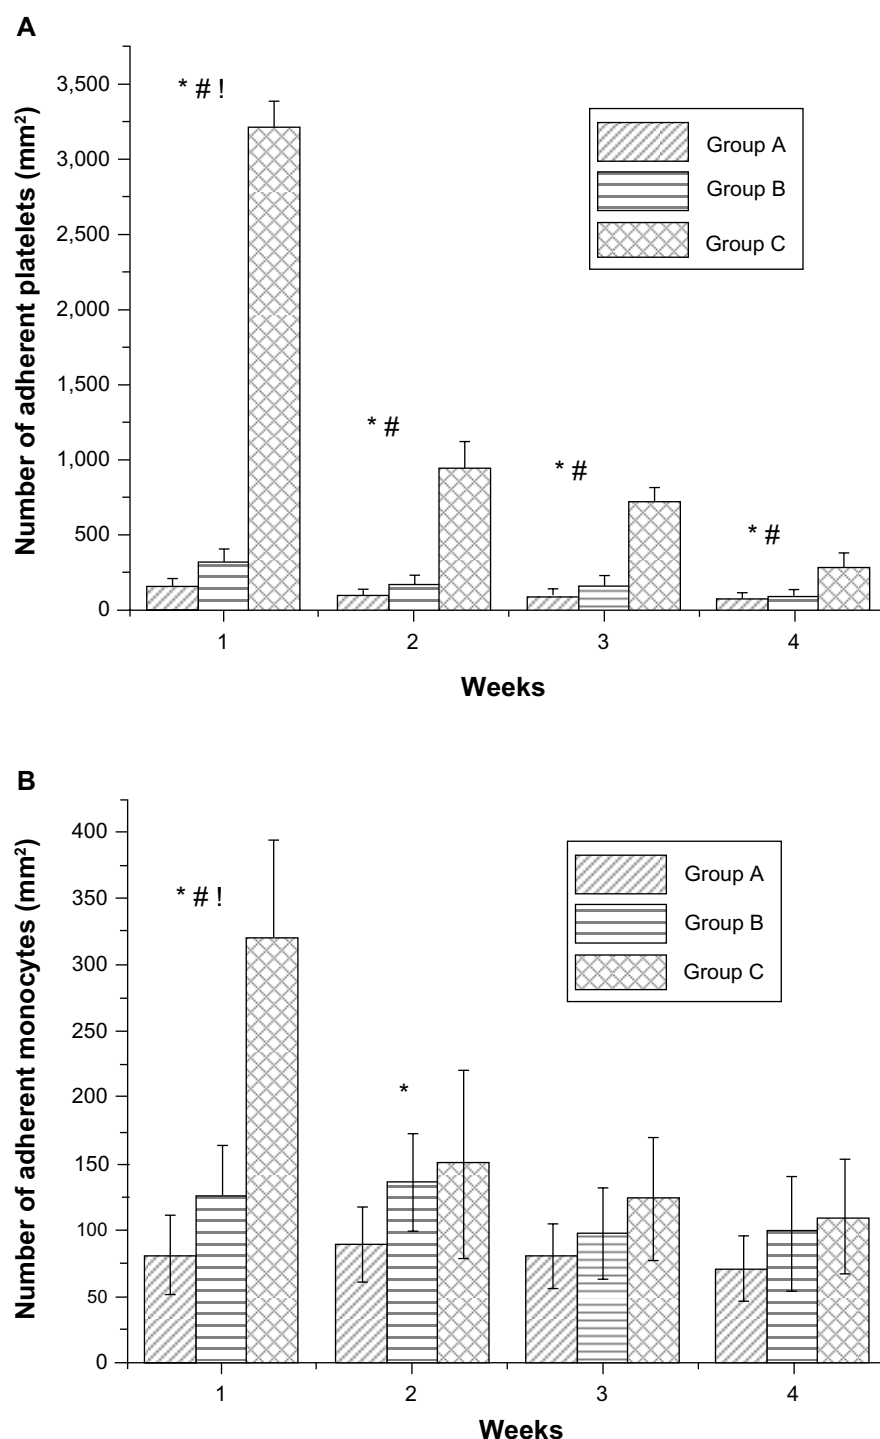 A
Number of adherent platelets (mm²)
3,500
3,000
2,500
2,000
1,500
1,000
500
0
* # !
* #
* #
* #
Group A
Group B
Group C
1 2 3 4
Weeks
B
Number of adherent monocytes (mm²)
400
350
300
250
200
150
100
50
0
* # !
*
Group A
Group B
Group C
1 2 3 4
Weeks